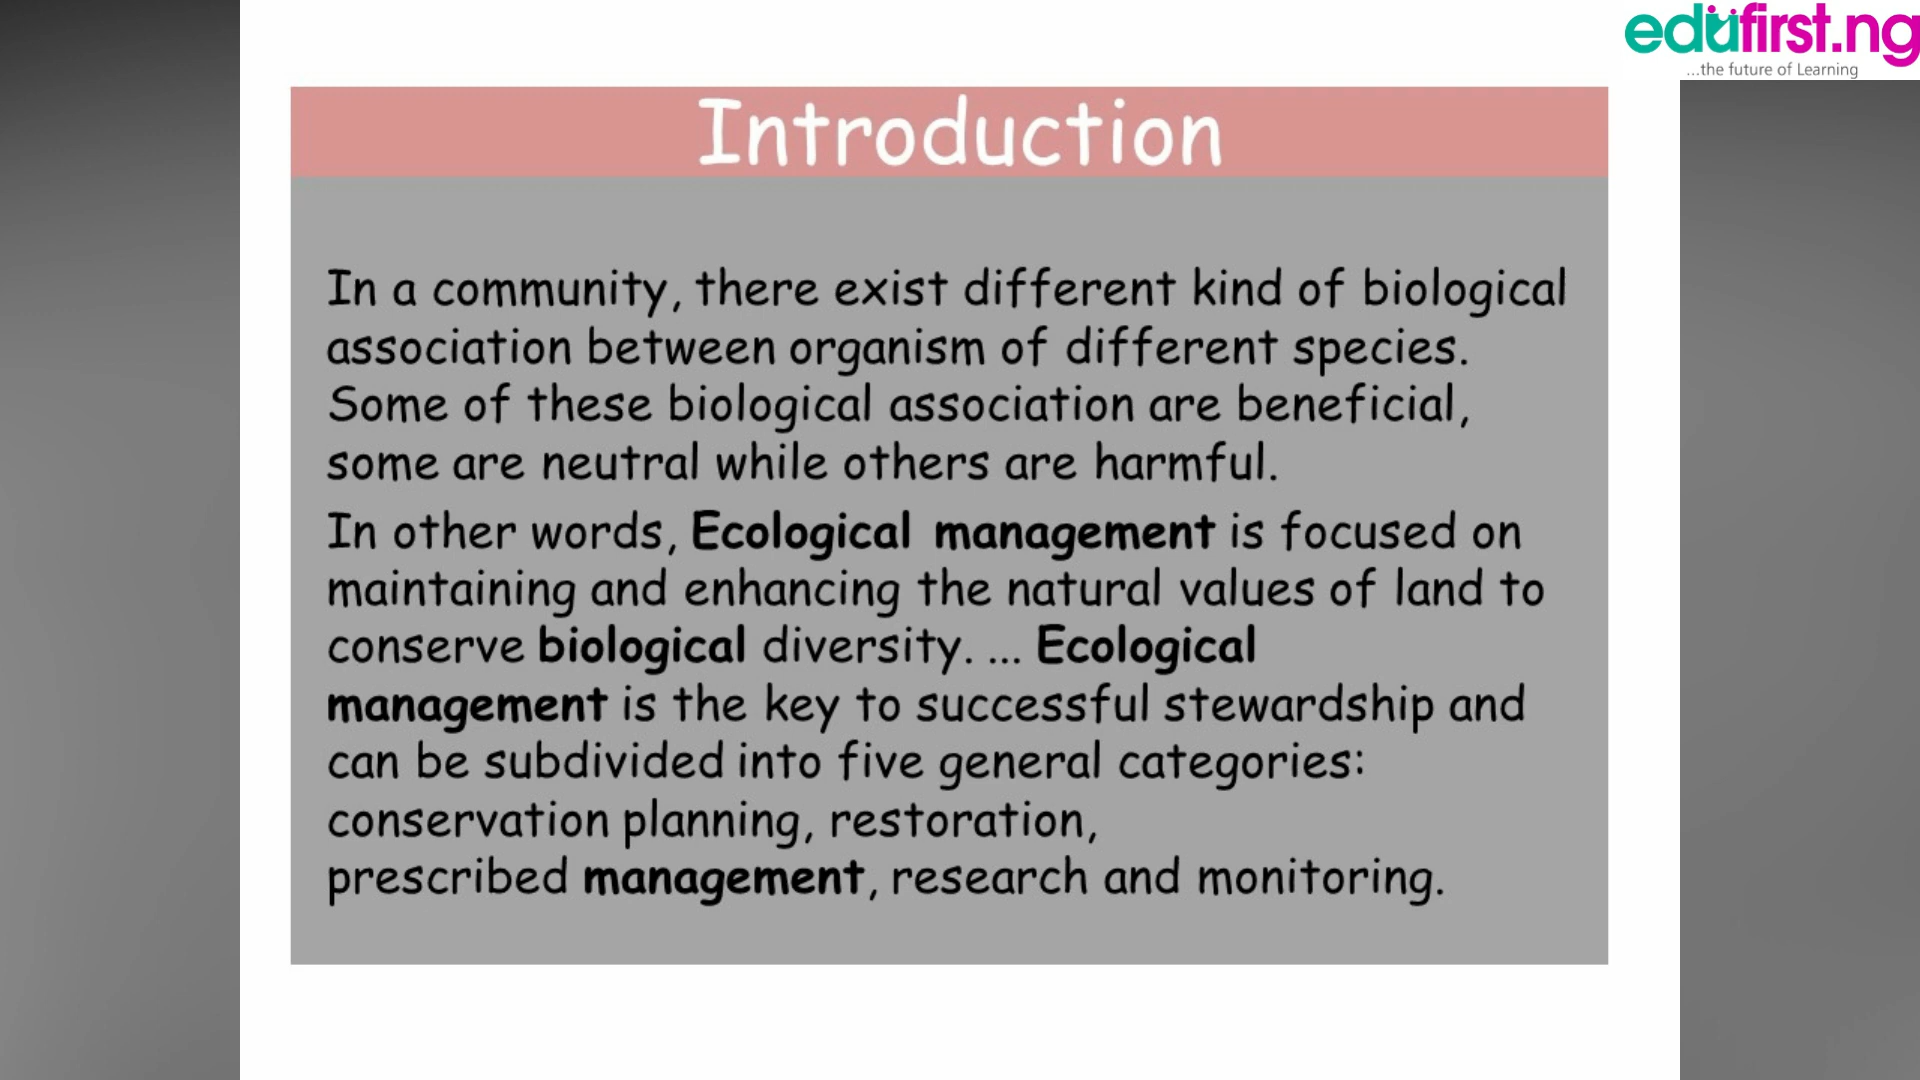 edufirst.ng
...the future of Learning
Introduction
In a community, there exist different kind of biological
association between organism of different species.
Some of these biological association are beneficial,
some are neutral while others are harmful.
In other words, Ecological management is focused on
maintaining and enhancing the natural values of land to
conserve biological diversity. ... Ecological
management is the key to successful stewardship and
can be subdivided into five general categories:
conservation planning, restoration,
prescribed management, research and monitoring.